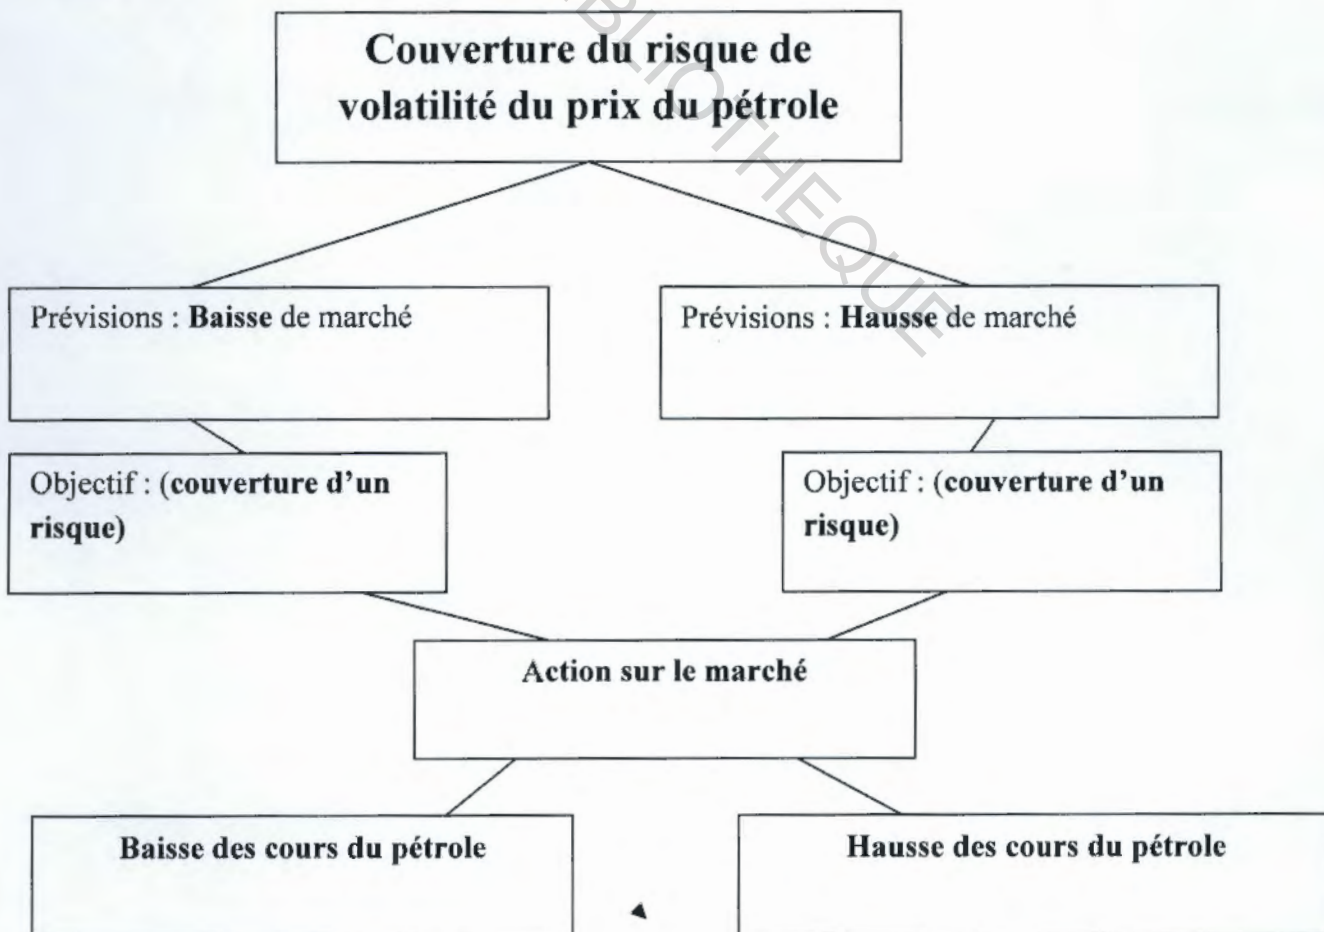 Couverture du risque de
volatilité du prix du pétrole
BLIOTHEQUE
Prévisions : Baisse de marché
Prévisions : Hausse de marché
Objectif : (couverture d'un
risque)
Objectif : (couverture d'un
risque)
Action sur le marché
Baisse des cours du pétrole
Hausse des cours du pétrole